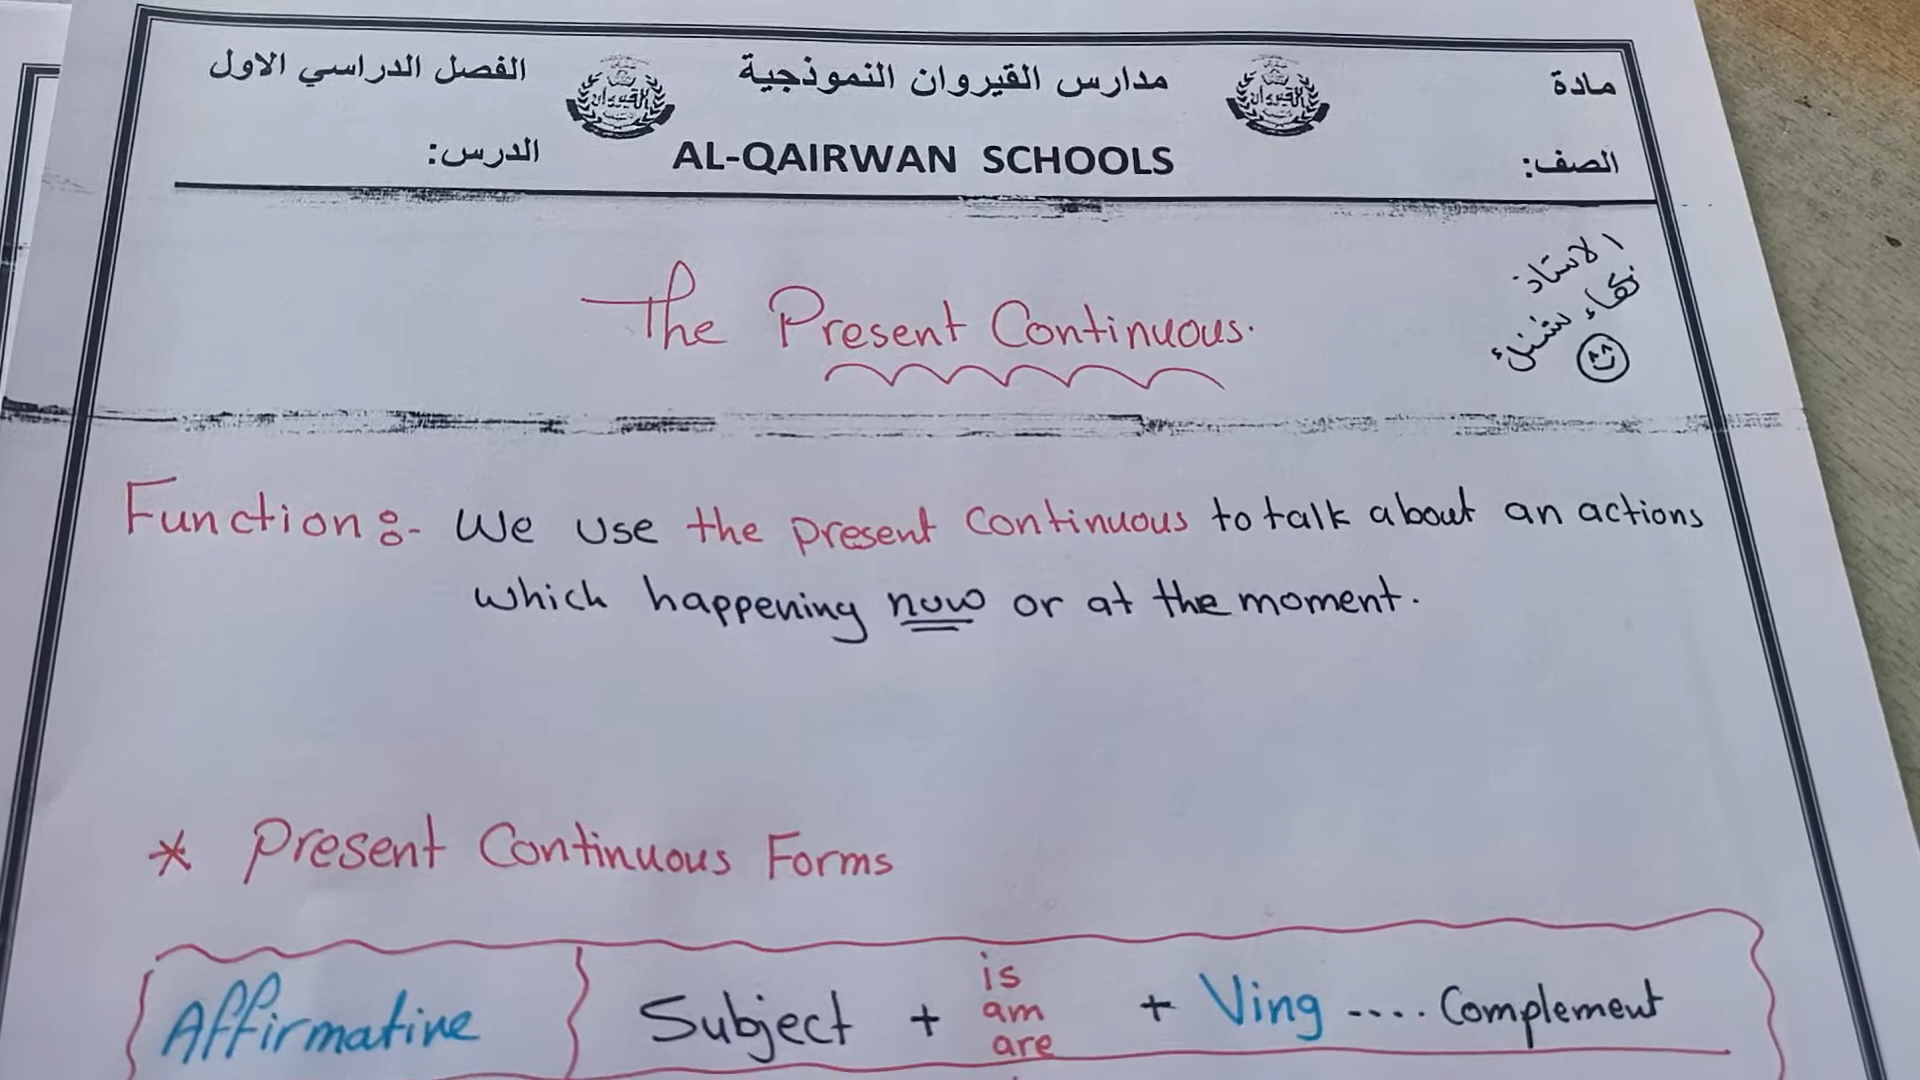 مادة
مدارس القيروان النموذجية
الفصل الدراسي الاول
الصف:
AL-QAIRWAN SCHOOLS
الدرس:
الاستاذ
بهاء
The Present Continuous.
Function:- We use the present continuous to talk about an actions
which happening now or at the moment.
* Present Continuous Forms
is
Affirmative Subject + am + Ving .... Complement
are